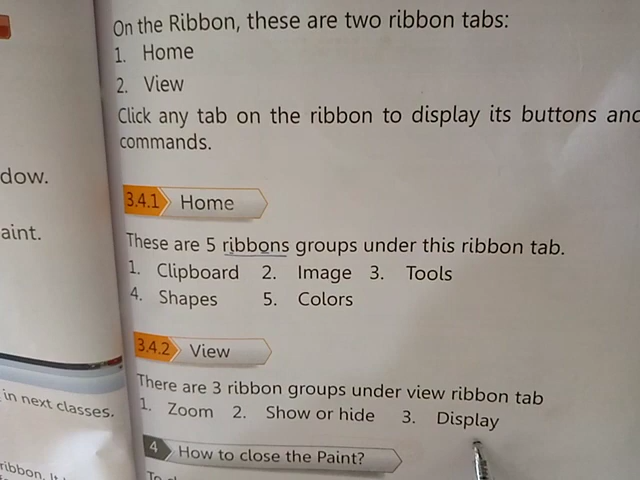 On the Ribbon, these are two ribbon tabs:
1. Home
2. View
Click any tab on the ribbon to display its buttons and
commands.
dow.
3.4.1 Home
aint.
These are 5 ribbons groups under this ribbon tab.
1. Clipboard 2. Image 3. Tools
4. Shapes 5. Colors
3.4.2 View
There are 3 ribbon groups under view ribbon tab
in next classes.
1. Zoom 2. Show or hide 3. Display
4 How to close the Paint?
ribbon.